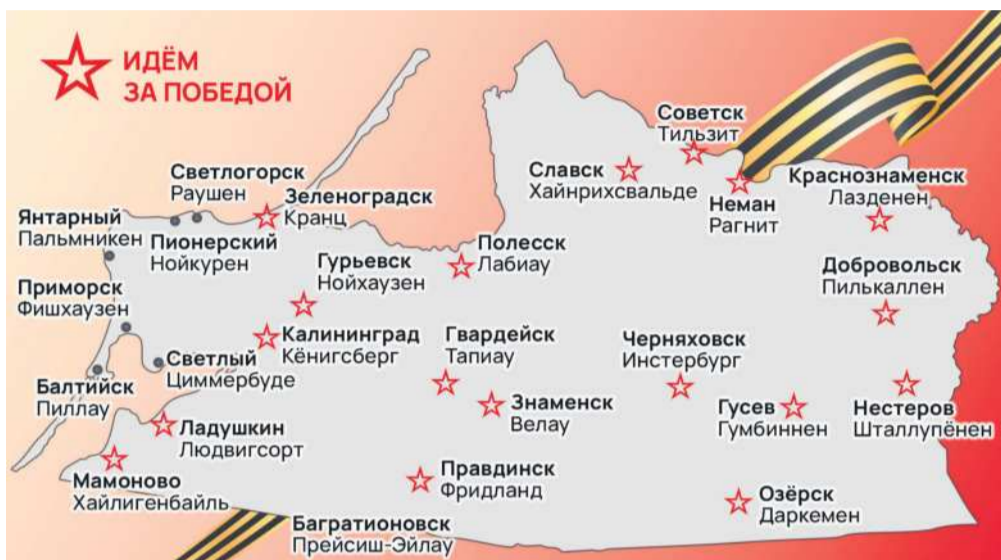 ИДЁМ
ЗА ПОБЕДОЙ
Советск
Тильзит
Славск
Хайнрихсвальде
Неман
Рагнит
Краснознаменск
Лазденен
Светлогорск
Раушен
Зеленоградск
Кранц
Янтарный
Пальмникен
Пионерский
Нойкурен
Полесск
Лабиау
Гурьевск
Нойхаузен
Добровольск
Пилькаллен
Приморск
Фишхаузен
Калининград
Кёнигсберг
Гвардейск
Тапиау
Черняховск
Инстербург
Светлый
Циммербуде
Балтийск
Пиллау
Знаменск
Велау
Гусев
Гумбиннен
Нестеров
Шталлупёнен
Ладушкин
Людвигсорт
Мамоново
Хайлигенбайль
Правдинск
Фридланд
Озёрск
Даркемен
Багратионовск
Прейсиш-Эйлау